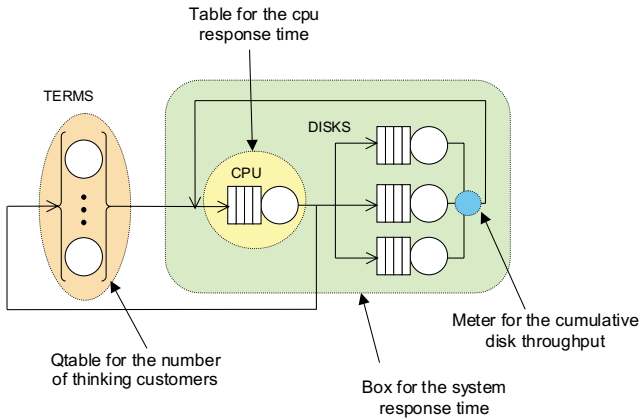 Table for the cpu
response time
TERMS
DISKS
CPU
Meter for the cumulative
disk throughput
Qtable for the number
of thinking customers
Box for the system
response time